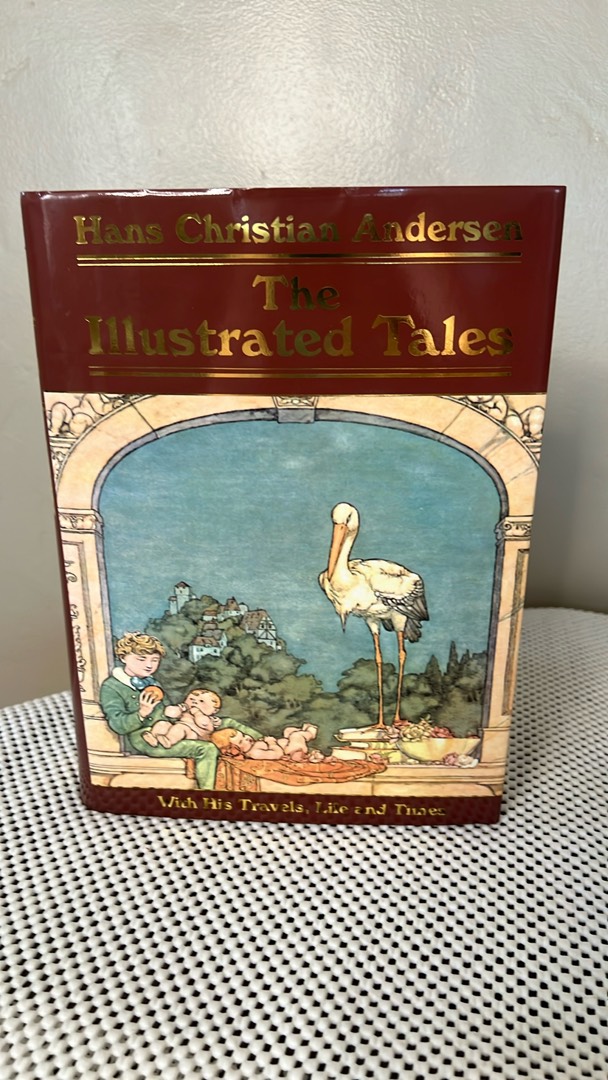 Hans Christian Andersen
The
Illustrated Tales
With His Travels, Life and Times